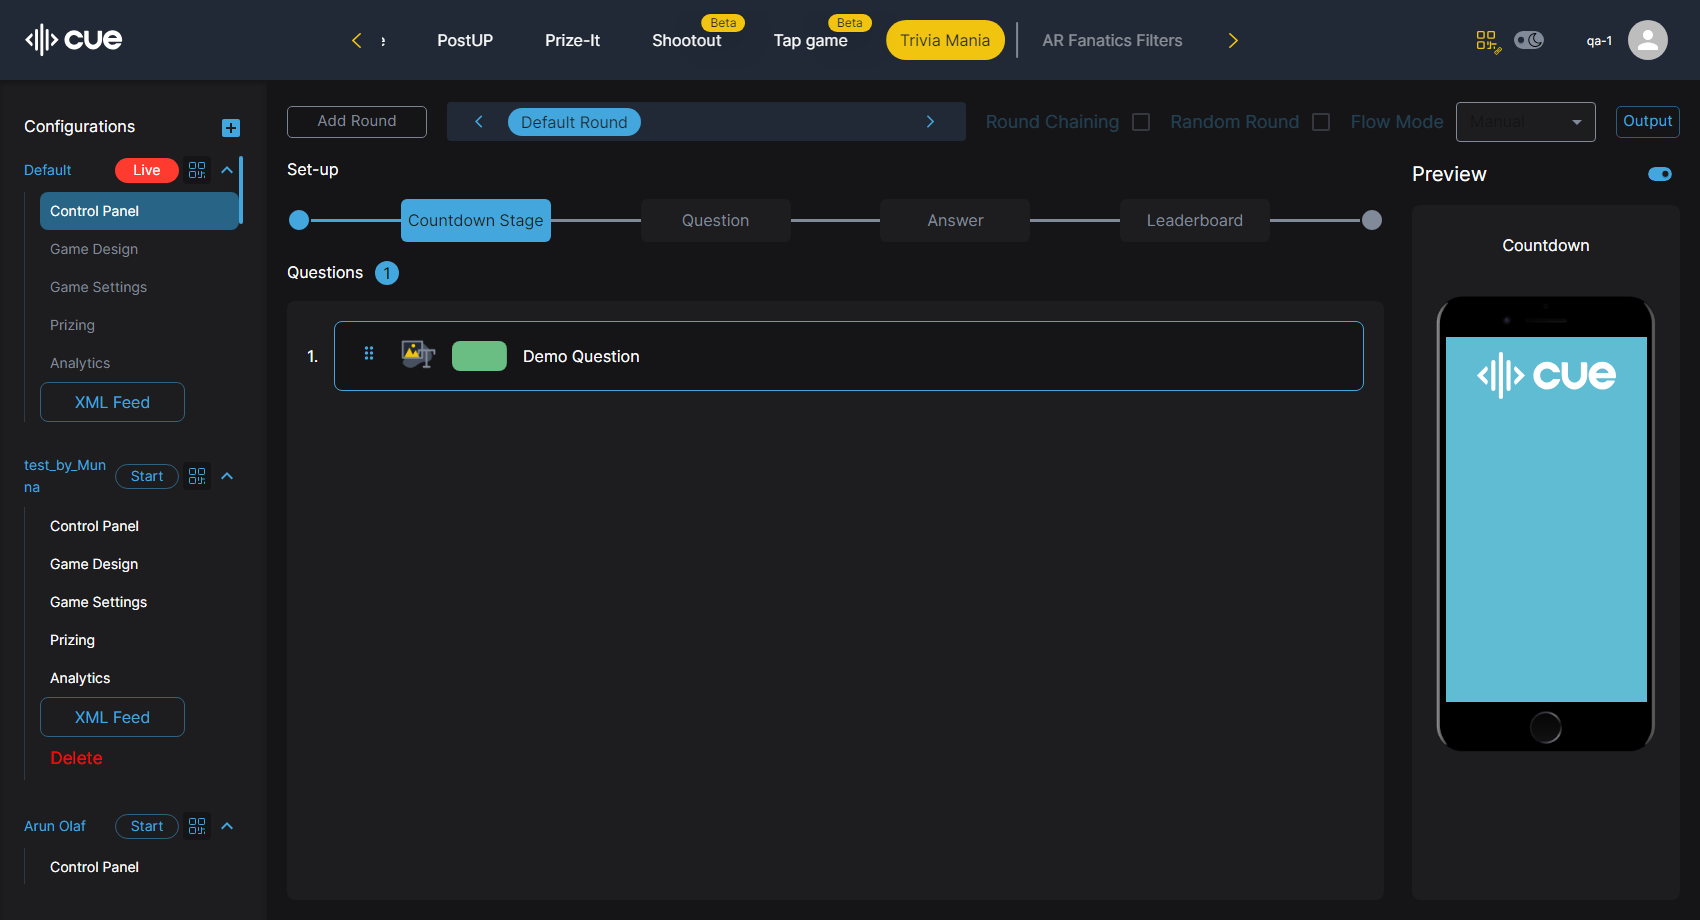 cue
e
PostUP
Prize-It
Beta
Shootout
Beta
Tap game
Trivia Mania
AR Fanatics Filters
qa-1
Configurations
Default
Live
Control Panel
Game Design
Game Settings
Prizing
Analytics
XML Feed
test_by_Mun
na
Start
Control Panel
Game Design
Game Settings
Prizing
Analytics
XML Feed
Delete
Arun Olaf
Start
Control Panel
Add Round
Default Round
Round Chaining
Random Round
Flow Mode
Manual
Output
Set-up
Countdown Stage
Question
Answer
Leaderboard
Questions 1
1.
Demo Question
Preview
Countdown
cue